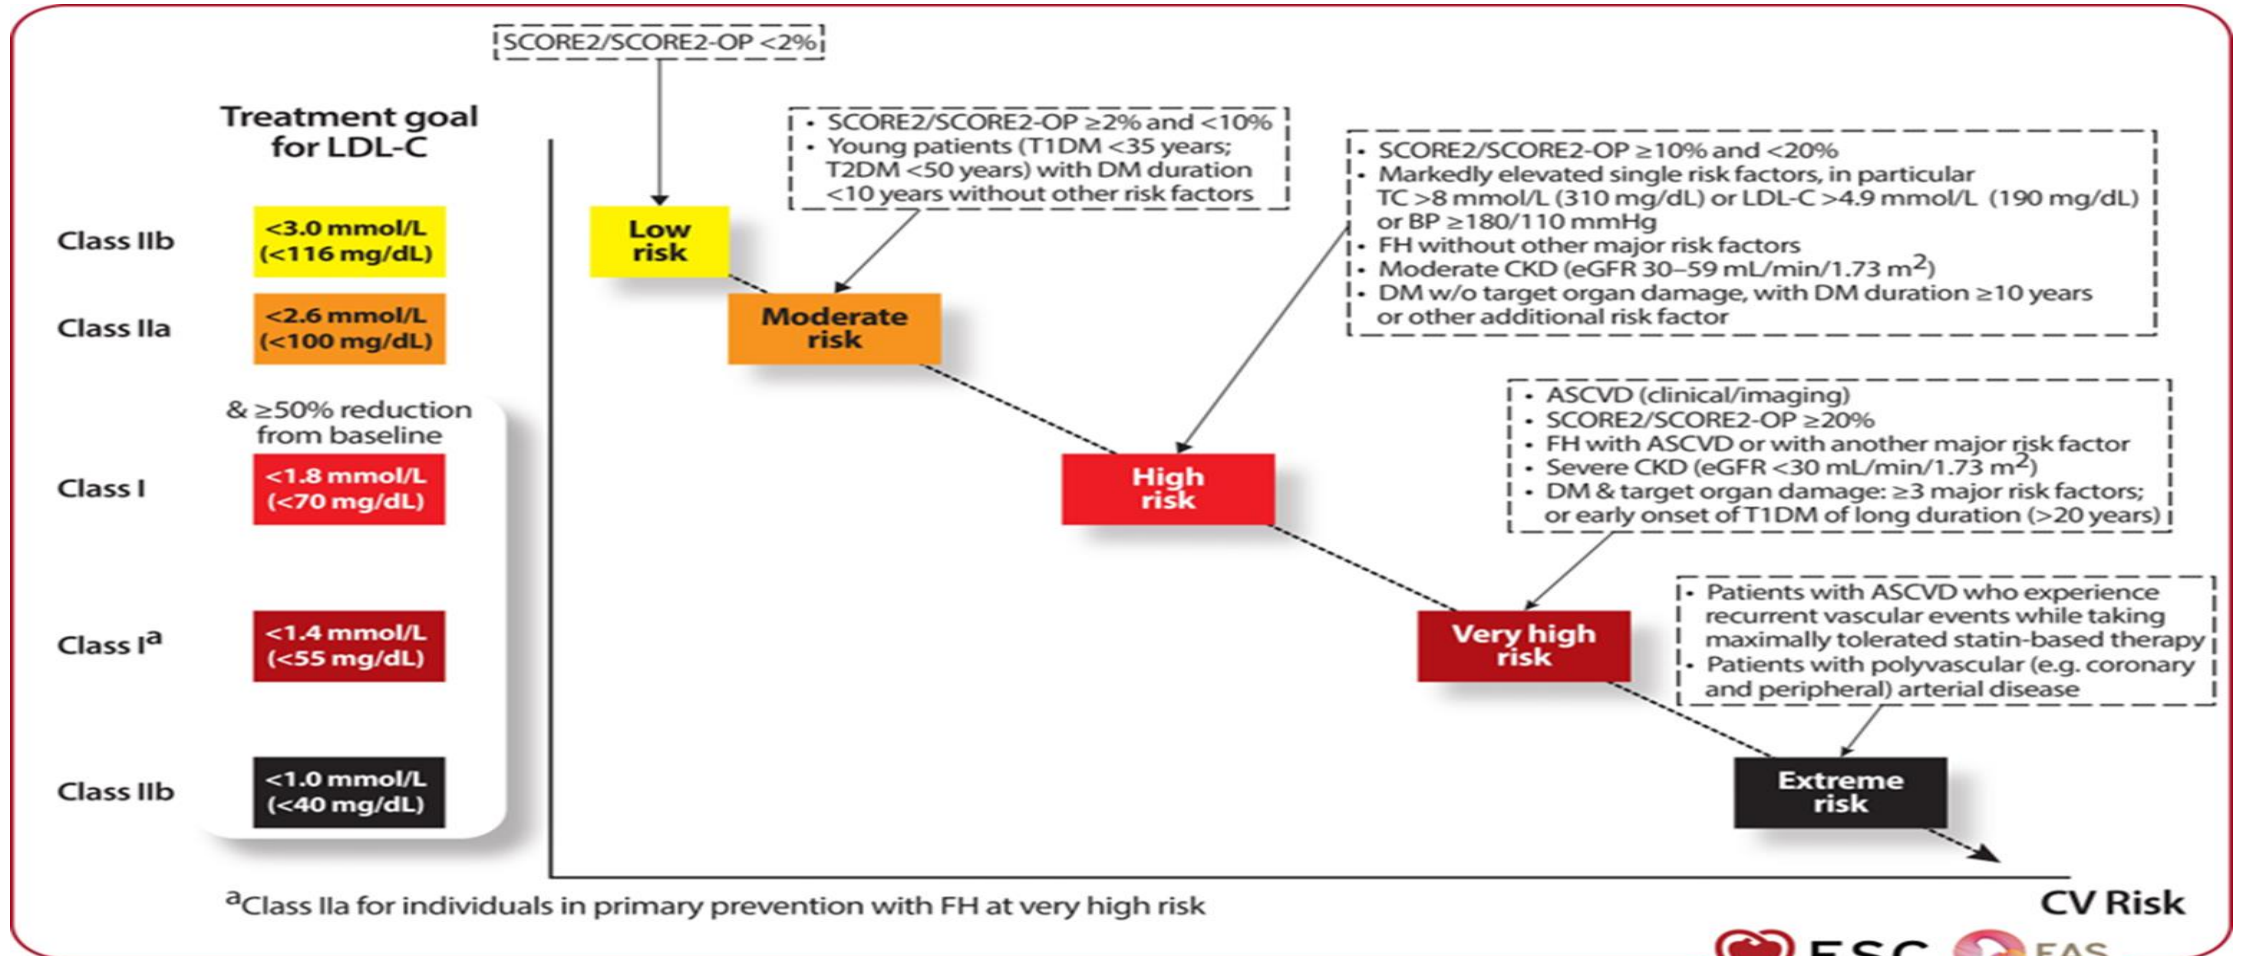 SCORE2/SCORE2-OP <2%
Treatment goal
for LDL-C
• SCORE2/SCORE2-OP ≥2% and <10%
• Young patients (T1DM <35 years;
T2DM <50 years) with DM duration
<10 years without other risk factors
• SCORE2/SCORE2-OP ≥10% and <20%
• Markedly elevated single risk factors, in particular
TC >8 mmol/L (310 mg/dL) or LDL-C >4.9 mmol/L (190 mg/dL)
or BP ≥180/110 mmHg
• FH without other major risk factors
• Moderate CKD (eGFR 30–59 mL/min/1.73 m²)
• DM w/o target organ damage, with DM duration ≥10 years
or other additional risk factor
Class IIb
<3.0 mmol/L
(<116 mg/dL)
Low
risk
Class IIa
<2.6 mmol/L
(<100 mg/dL)
Moderate
risk
& ≥50% reduction
from baseline
• ASCVD (clinical/imaging)
• SCORE2/SCORE2-OP ≥20%
• FH with ASCVD or with another major risk factor
• Severe CKD (eGFR <30 mL/min/1.73 m²)
• DM & target organ damage: ≥3 major risk factors;
or early onset of T1DM of long duration (>20 years)
Class I
<1.8 mmol/L
(<70 mg/dL)
High
risk
• Patients with ASCVD who experience
recurrent vascular events while taking
maximally tolerated statin-based therapy
• Patients with polyvascular (e.g. coronary
and peripheral) arterial disease
Class Iᵃ
<1.4 mmol/L
(<55 mg/dL)
Very high
risk
Class IIb
<1.0 mmol/L
(<40 mg/dL)
Extreme
risk
ᵃClass IIa for individuals in primary prevention with FH at very high risk
CV Risk
ESC
EAS